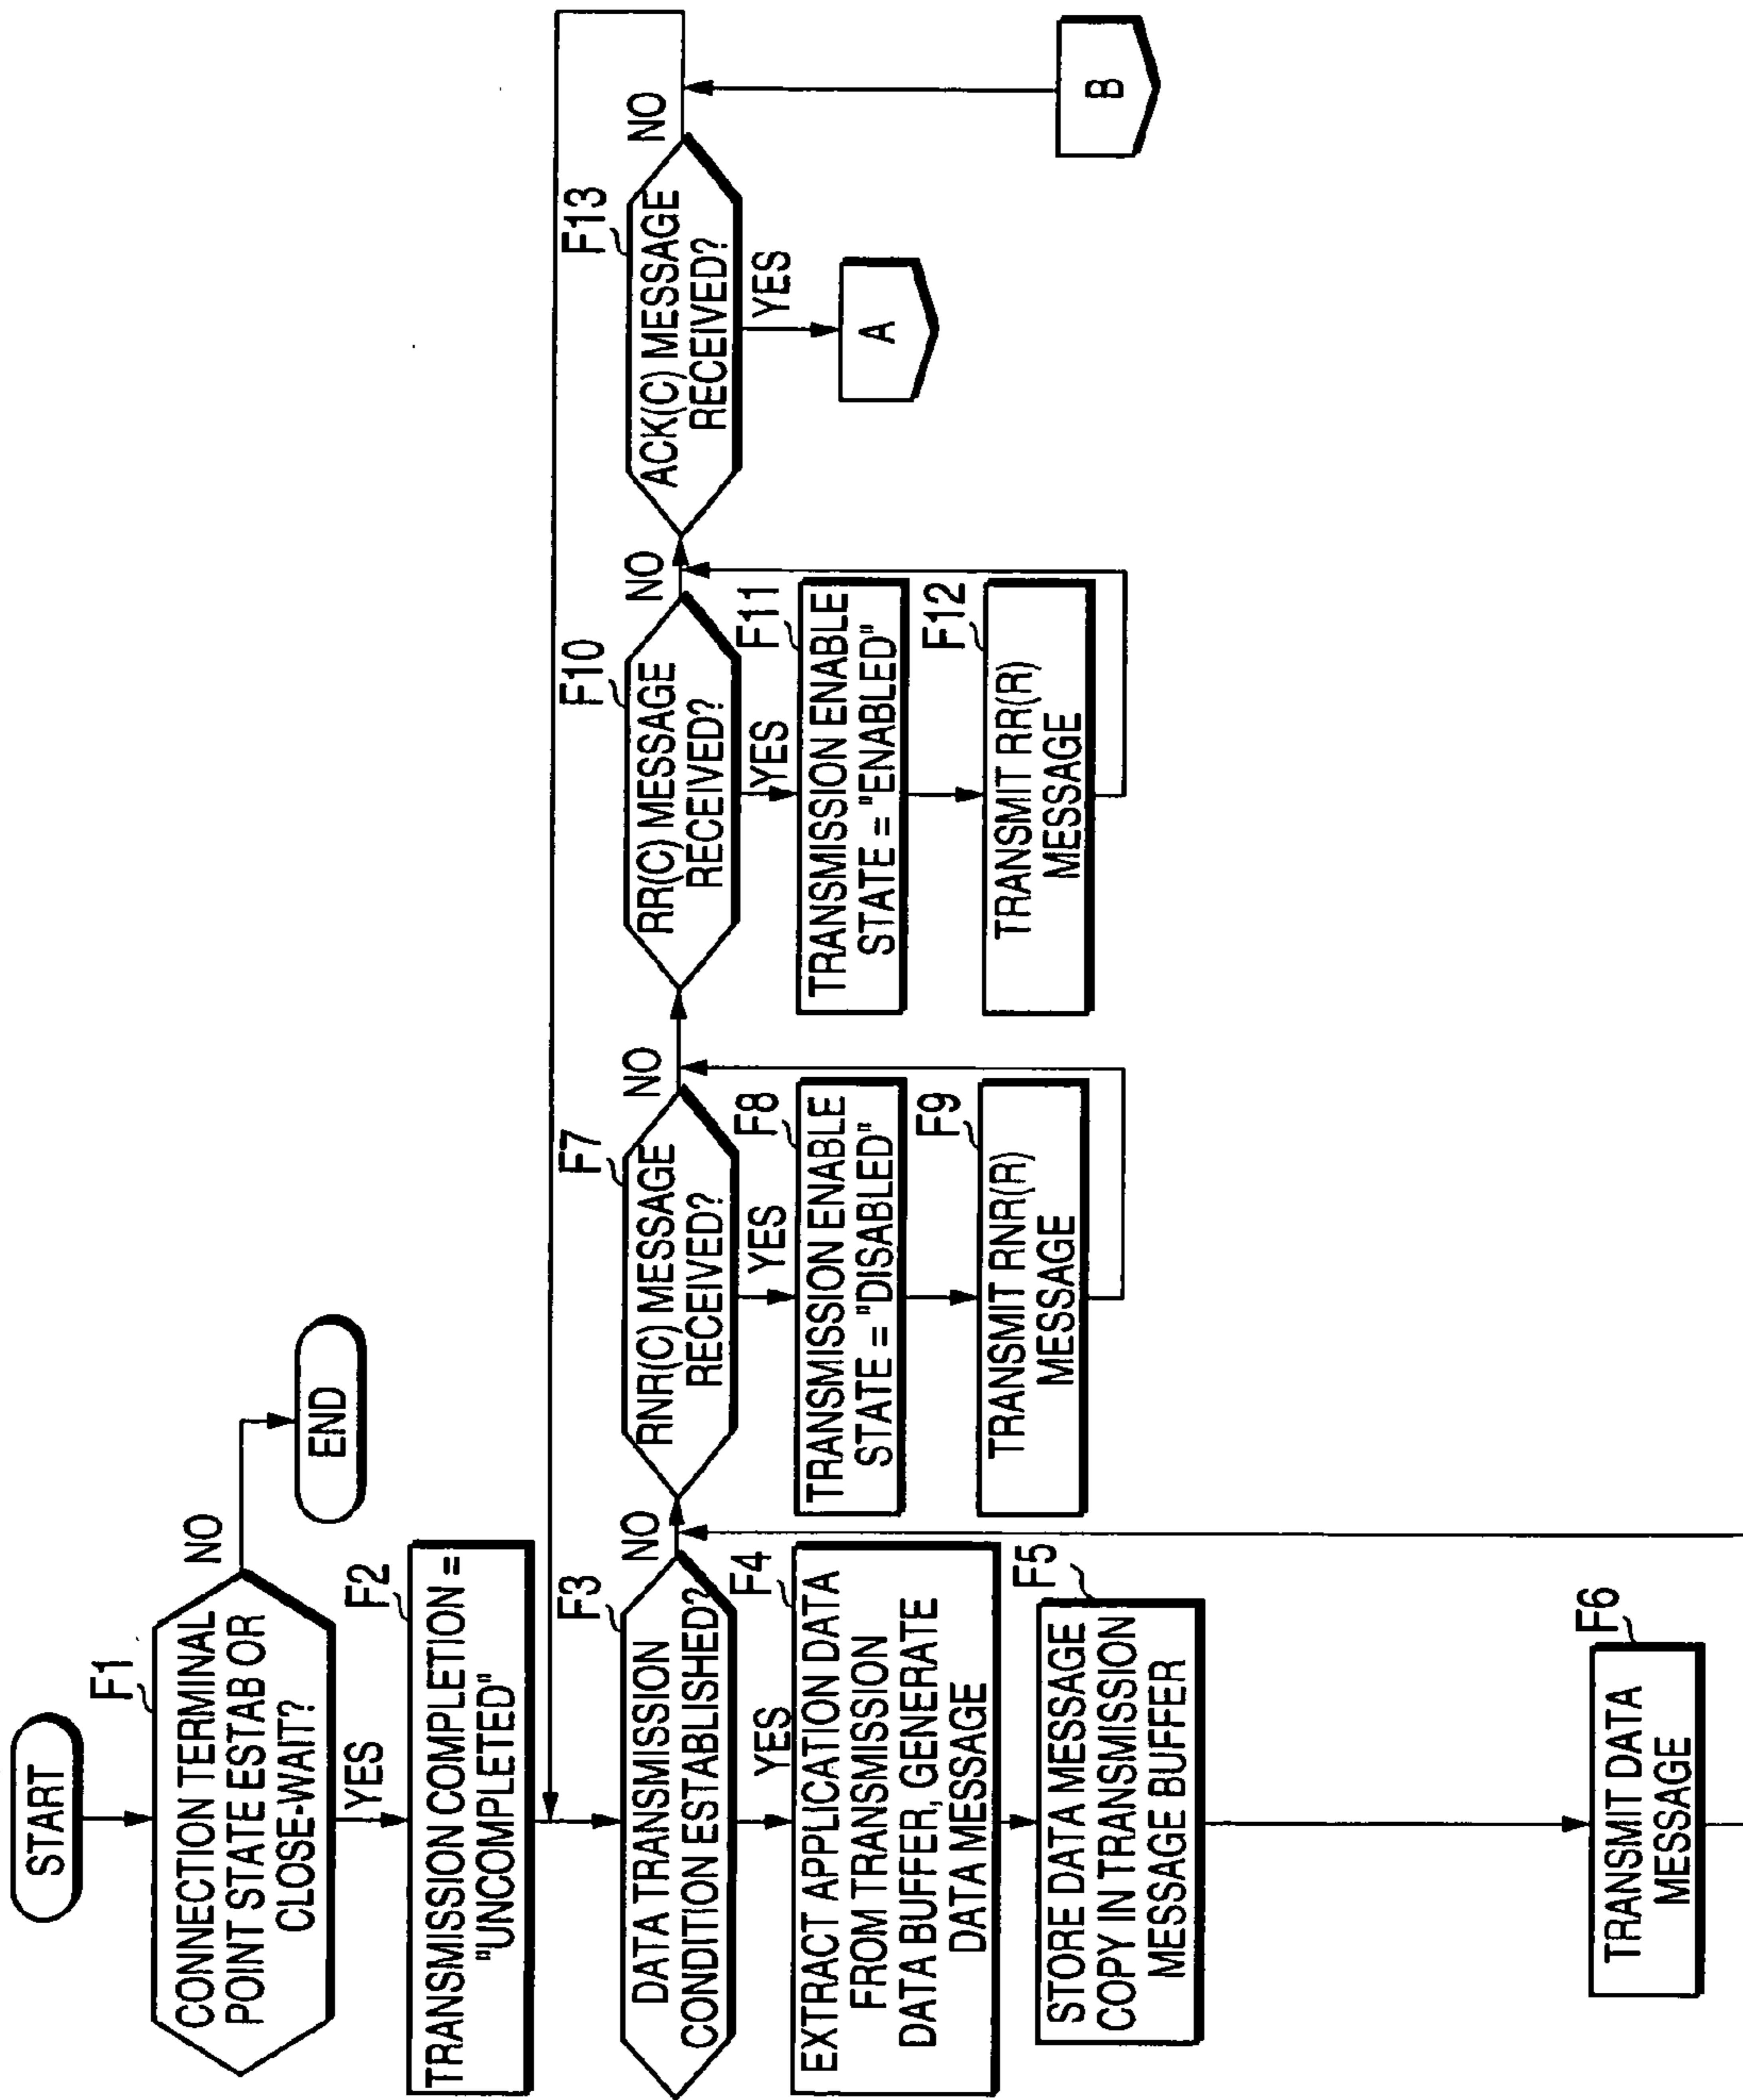 START
F1
CONNECTION TERMINAL
POINT STATE ESTAB OR
CLOSE-WAIT?
NO
END
YES
F2
TRANSMISSION COMPLETION =
"UNCOMPLETED"
F3
DATA TRANSMISSION
CONDITION ESTABLISHED?
NO
YES
F4
EXTRACT APPLICATION DATA
FROM TRANSMISSION
DATA BUFFER, GENERATE
DATA MESSAGE
F5
STORE DATA MESSAGE
COPY IN TRANSMISSION
MESSAGE BUFFER
F6
TRANSMIT DATA
MESSAGE
F7
RNR(C) MESSAGE
RECEIVED?
NO
YES
F8
TRANSMISSION ENABLE
STATE = "DISABLED"
F9
TRANSMIT RNR(R)
MESSAGE
F10
RR(C) MESSAGE
RECEIVED?
NO
YES
F11
TRANSMISSION ENABLE
STATE = "ENABLED"
F12
TRANSMIT RR(R)
MESSAGE
F13
ACK(C) MESSAGE
RECEIVED?
NO
YES
A
B